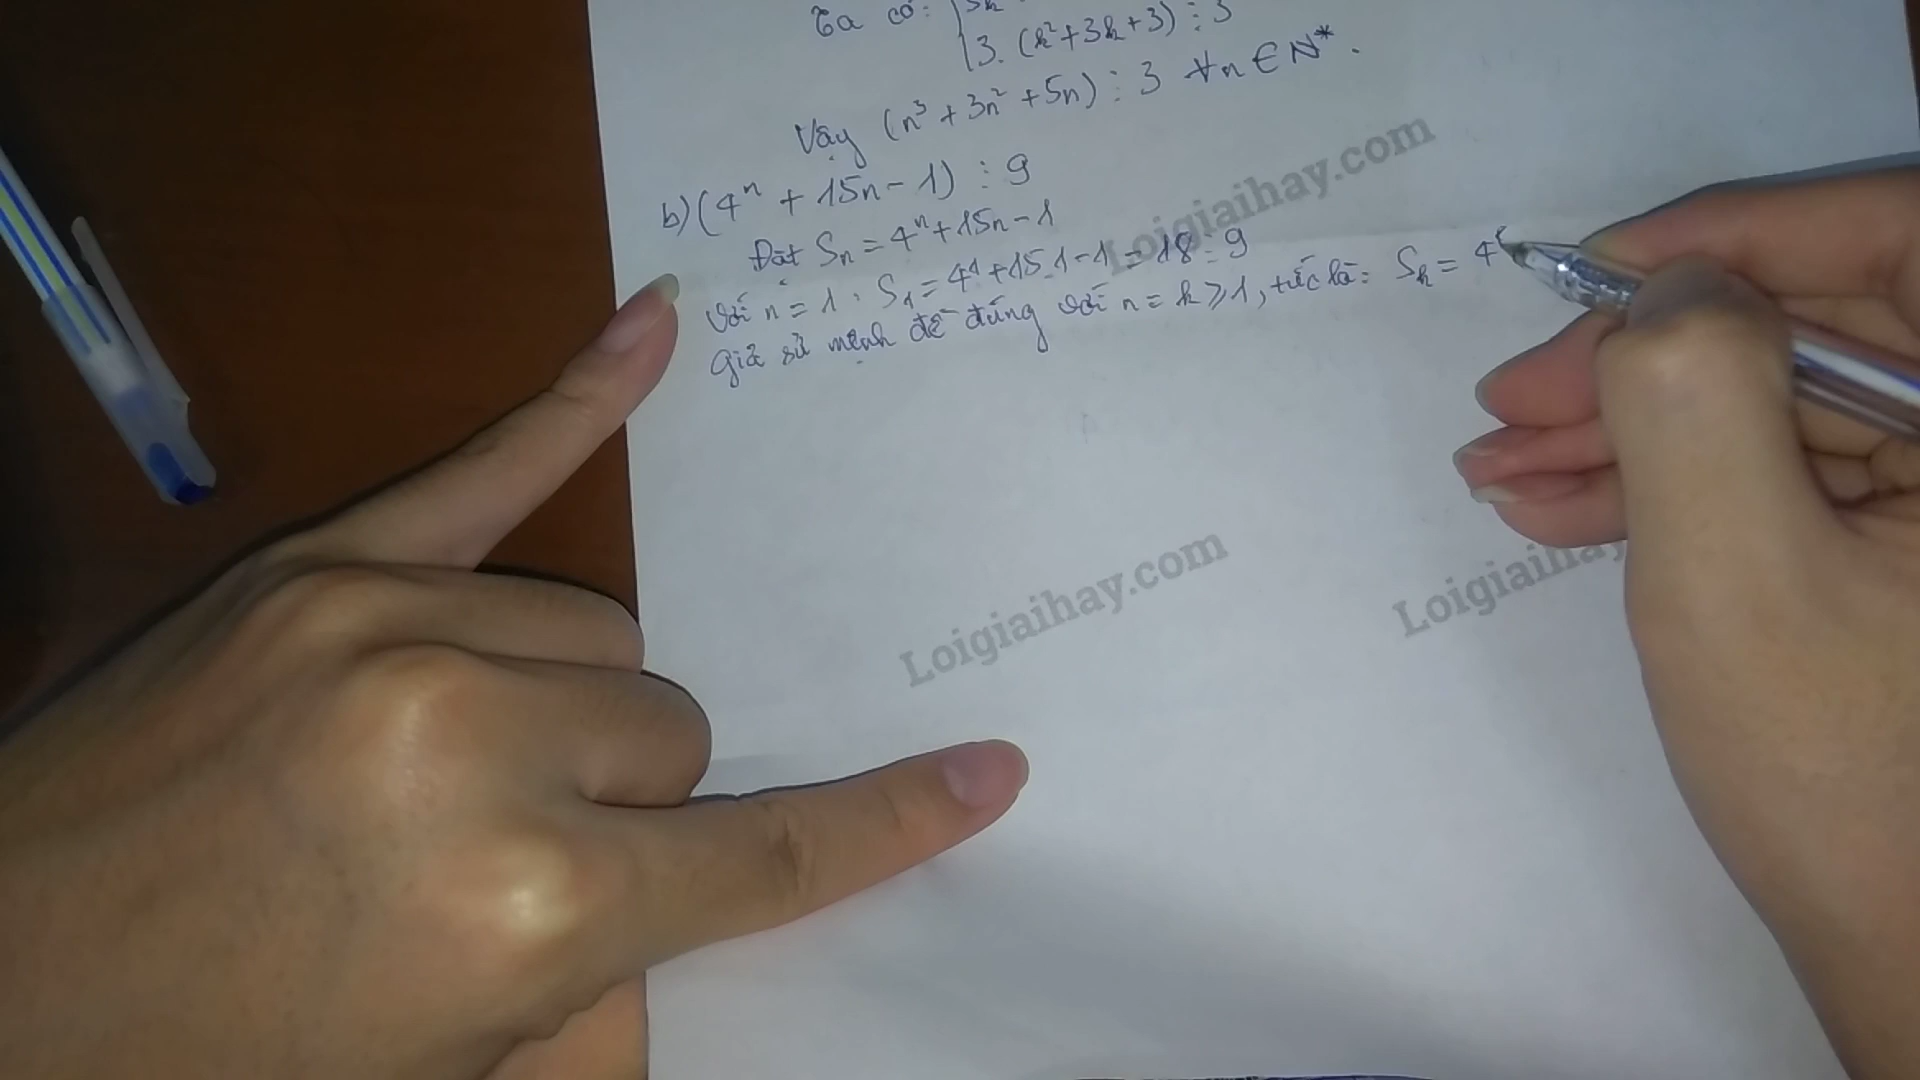 Ta có: { 3k
3. (k²+3k+3) ⋮ 3
Vậy (n³ + 3n² + 5n) ⋮ 3 ∀n ∈ N*.
b) (4ⁿ + 15n - 1) ⋮ 9
Đặt Sₙ = 4ⁿ + 15n - 1
Với n = 1 : S₁ = 4¹ + 15.1 - 1 = 18 ⋮ 9
Giả sử mệnh đề đúng với n = k ≥ 1, tức là: Sₖ = 4
Loigiaihay.com
Loigiaihay.com
Loigiaihay